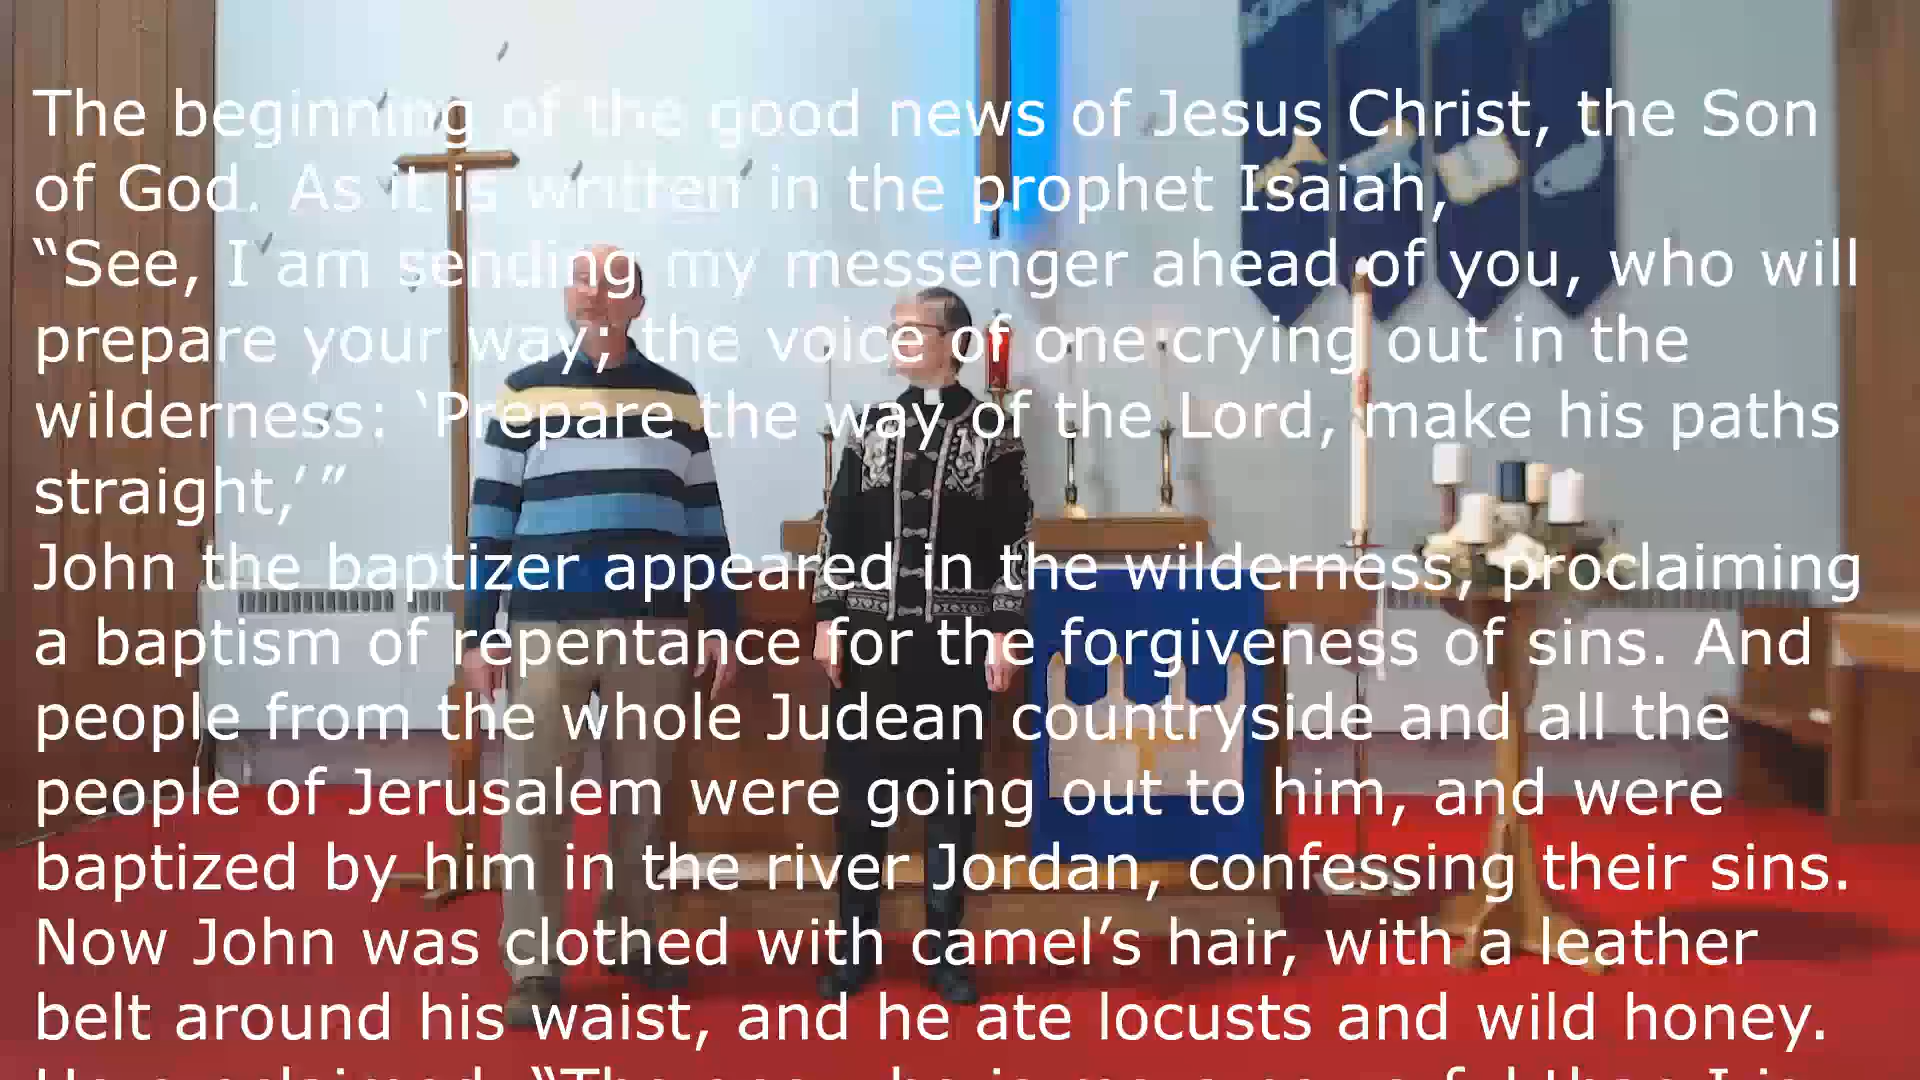 The beginning of the good news of Jesus Christ, the Son
of God. As it is written in the prophet Isaiah,
“See, I am sending my messenger ahead of you, who will
prepare your way; the voice of one crying out in the
wilderness: ‘Prepare the way of the Lord, make his paths
straight,’”
John the baptizer appeared in the wilderness, proclaiming
a baptism of repentance for the forgiveness of sins. And
people from the whole Judean countryside and all the
people of Jerusalem were going out to him, and were
baptized by him in the river Jordan, confessing their sins.
Now John was clothed with camel’s hair, with a leather
belt around his waist, and he ate locusts and wild honey.